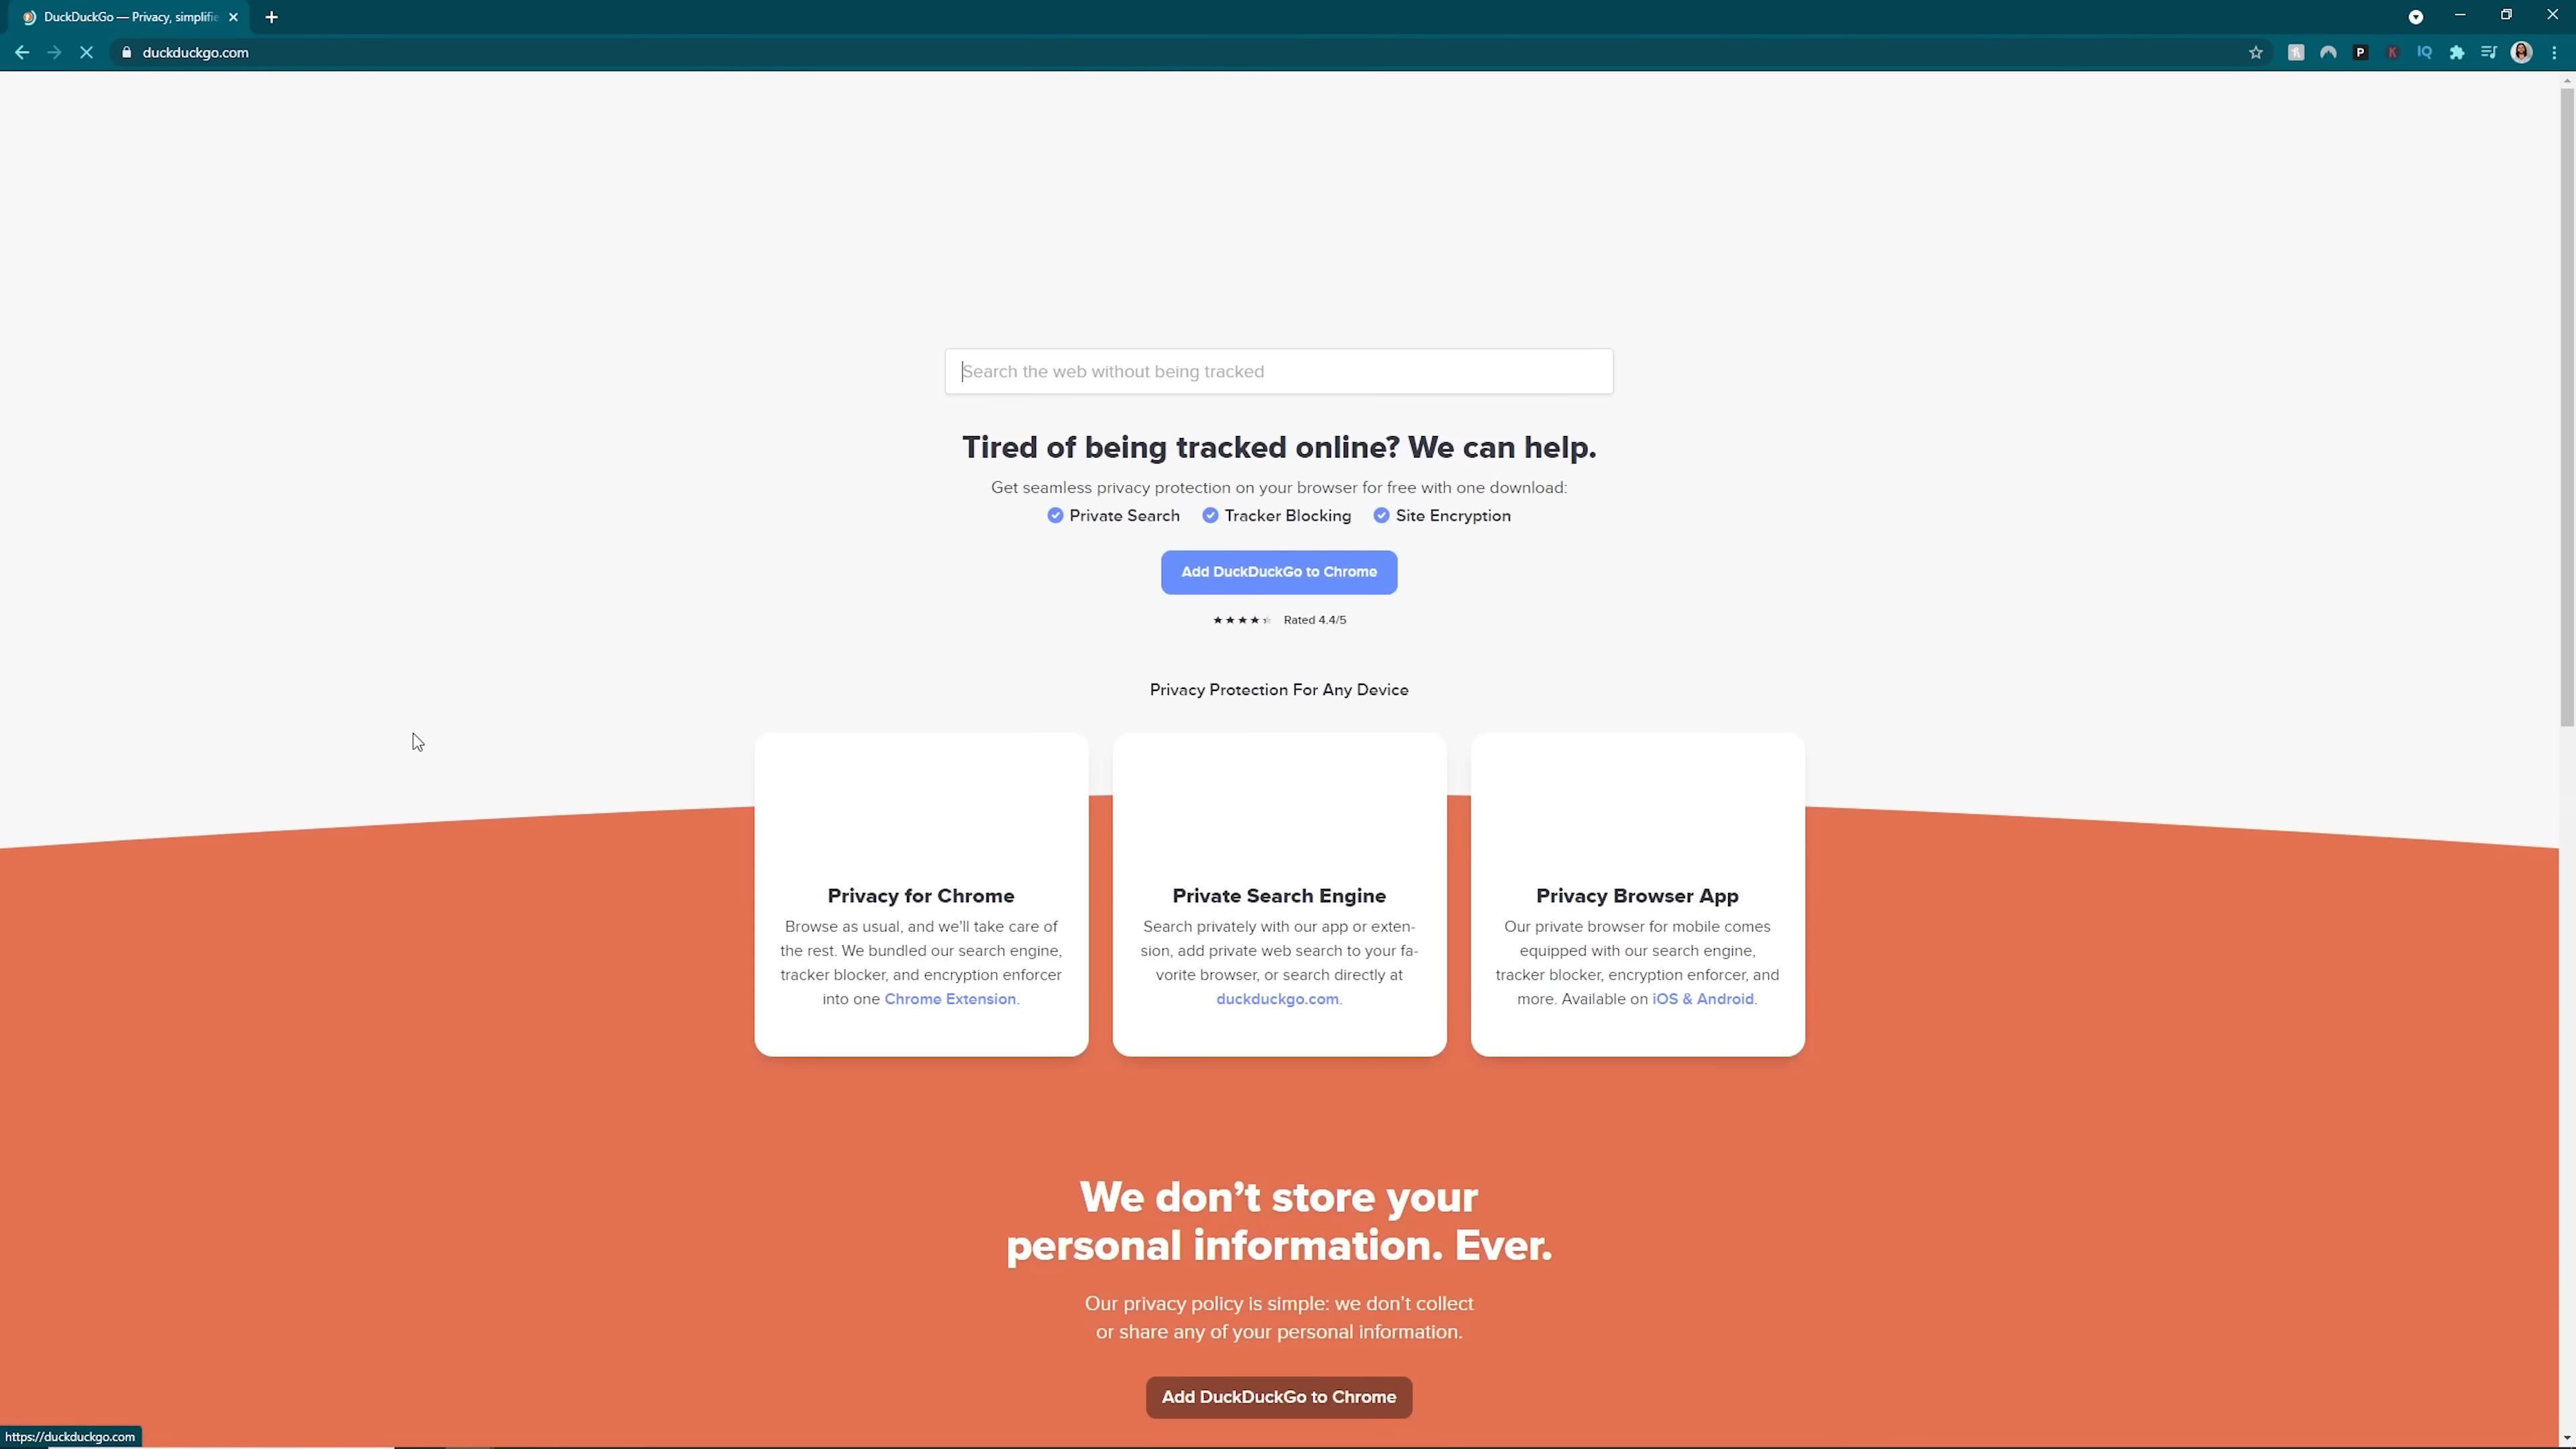 DuckDuckGo — Privacy, simplifie
duckduckgo.com
P
K
IQ
Search the web without being tracked
Tired of being tracked online? We can help.
Get seamless privacy protection on your browser for free with one download:
Private Search Tracker Blocking Site Encryption
Add DuckDuckGo to Chrome
Rated 4.4/5
Privacy Protection For Any Device
Privacy for Chrome
Browse as usual, and we'll take care of
the rest. We bundled our search engine,
tracker blocker, and encryption enforcer
into one Chrome Extension.
Private Search Engine
Search privately with our app or exten-
sion, add private web search to your fa-
vorite browser, or search directly at
duckduckgo.com.
Privacy Browser App
Our private browser for mobile comes
equipped with our search engine,
tracker blocker, encryption enforcer, and
more. Available on iOS & Android.
We don’t store your
personal information. Ever.
Our privacy policy is simple: we don’t collect
or share any of your personal information.
Add DuckDuckGo to Chrome
https://duckduckgo.com